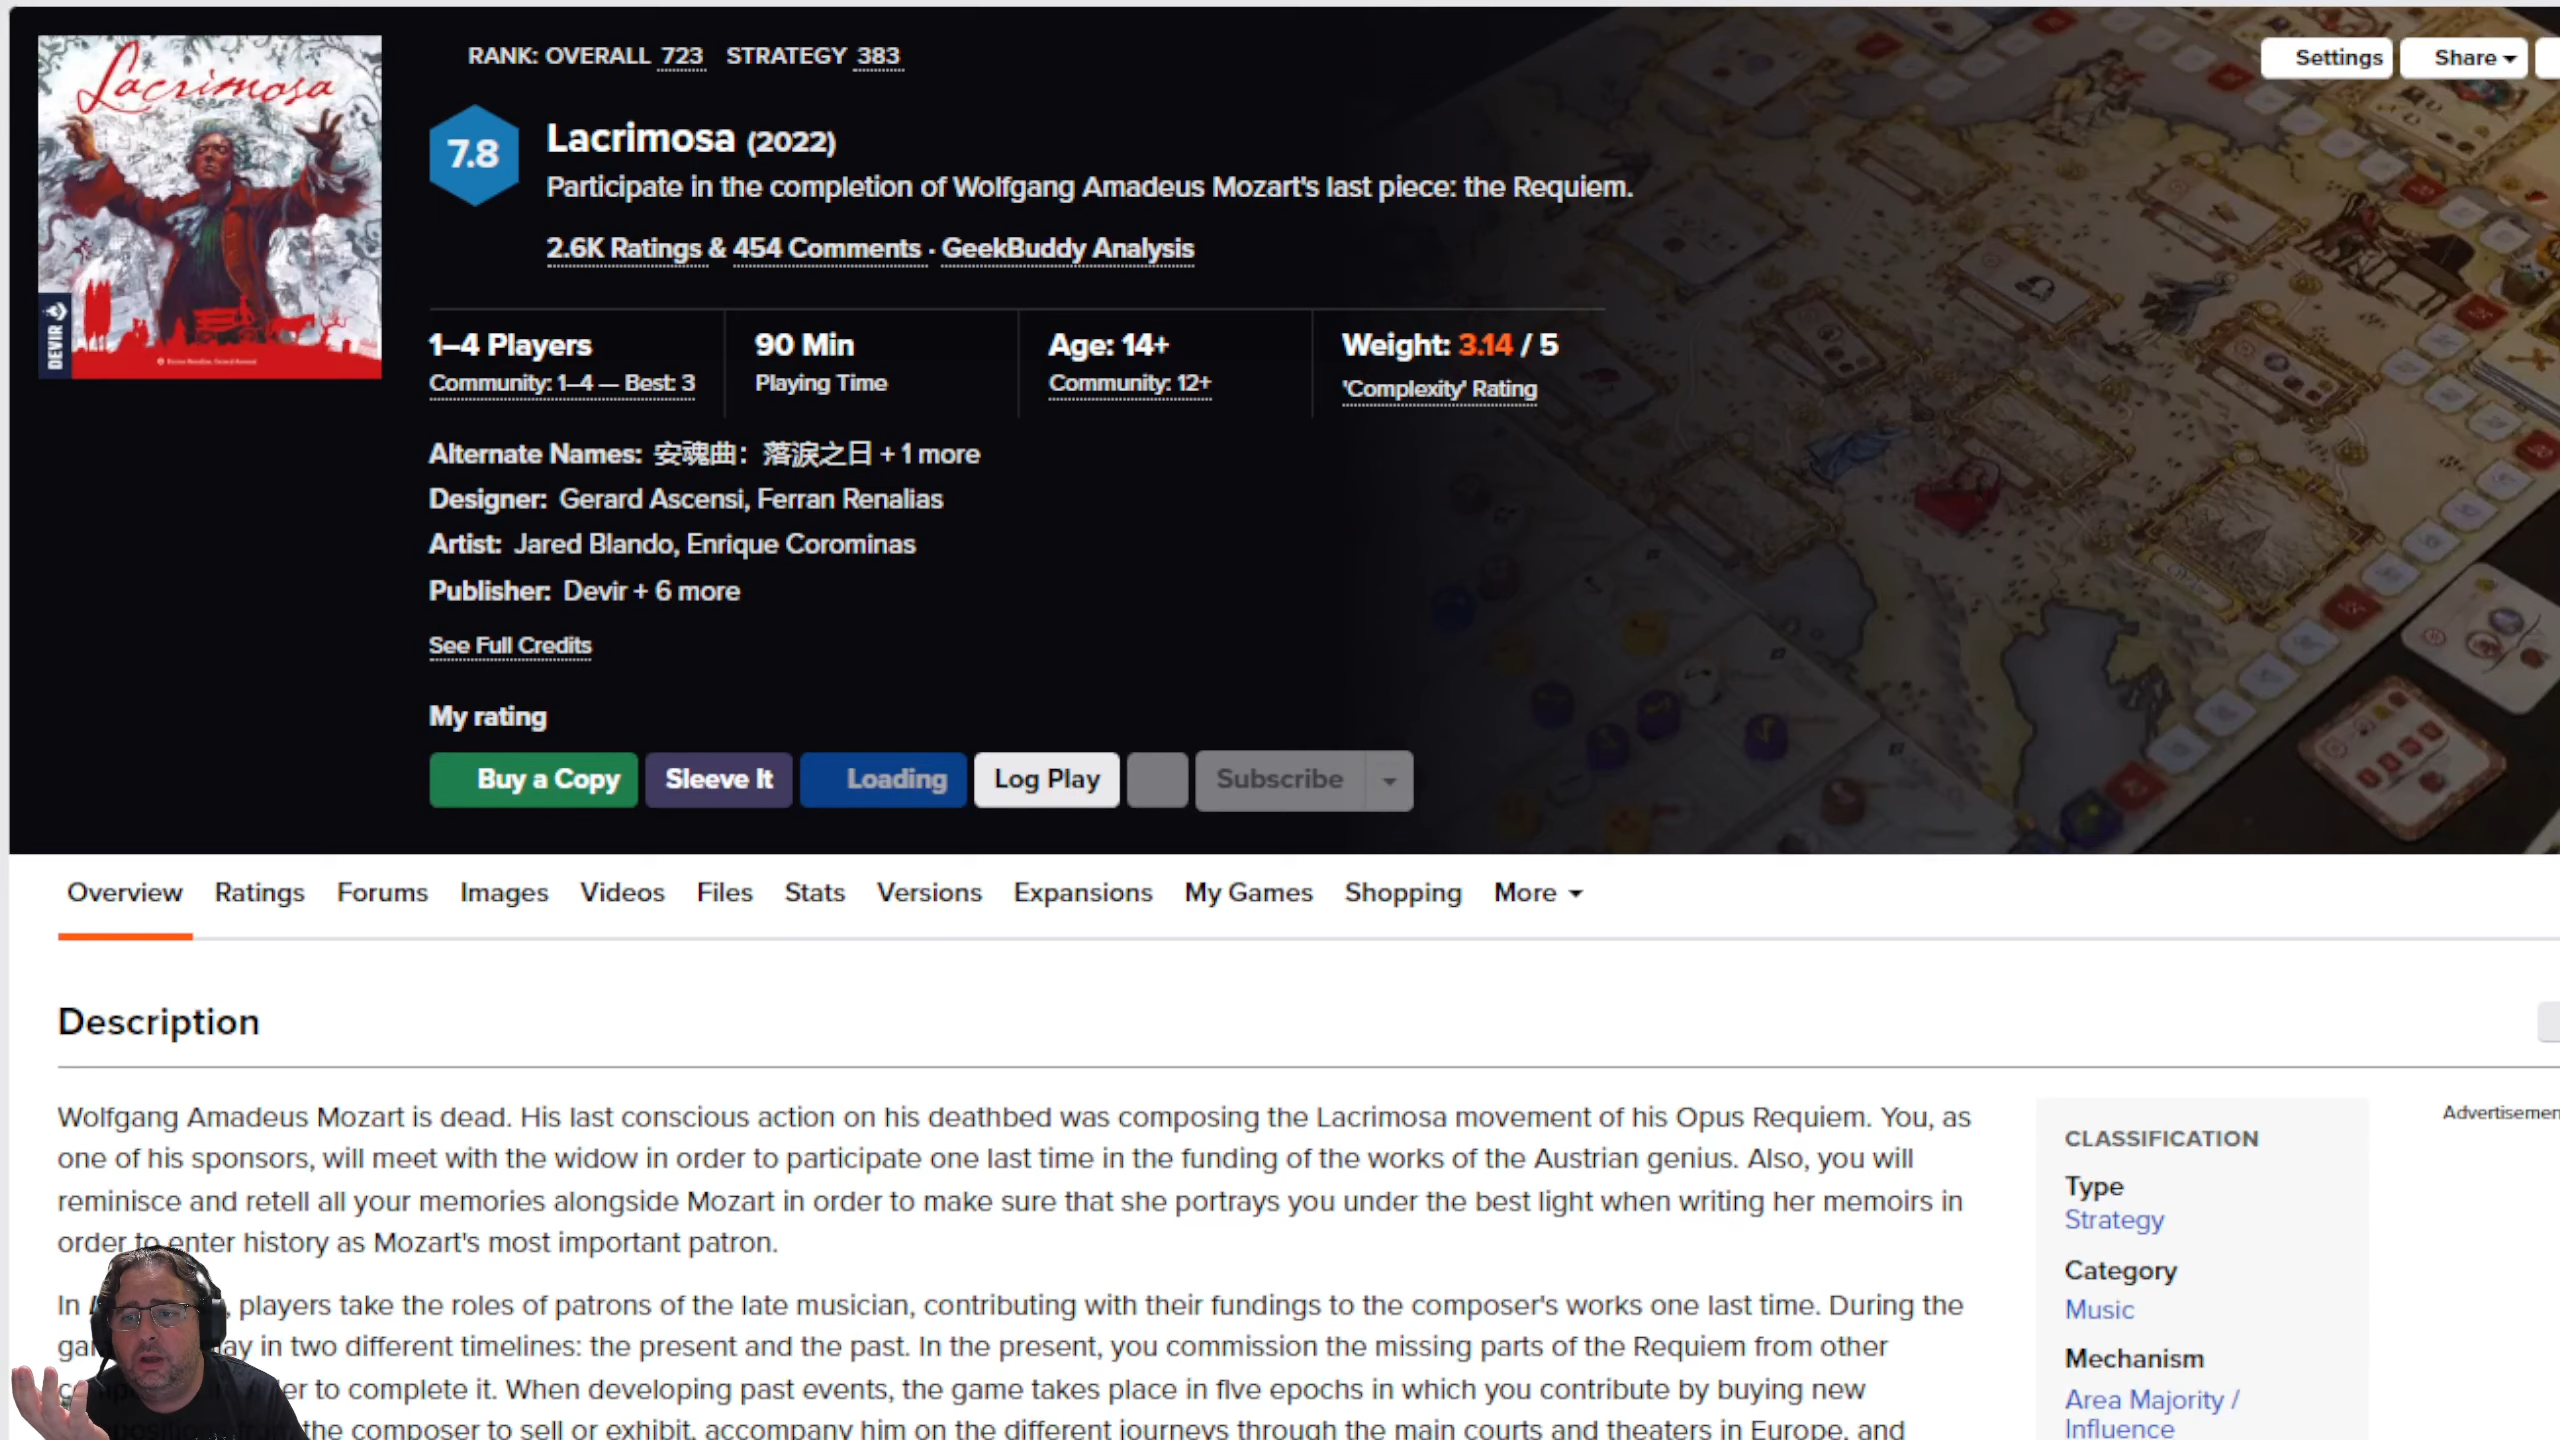 Lacrimosa
DEVIR
RANK: OVERALL 723 STRATEGY 383
Settings
Share
7.8
Lacrimosa (2022)
Participate in the completion of Wolfgang Amadeus Mozart's last piece: the Requiem.
2.6K Ratings & 454 Comments · GeekBuddy Analysis
1–4 Players
Community: 1–4 — Best: 3
90 Min
Playing Time
Age: 14+
Community: 12+
Weight: 3.14 / 5
'Complexity' Rating
Alternate Names: 安魂曲：落淚之日 + 1 more
Designer: Gerard Ascensi, Ferran Renalias
Artist: Jared Blando, Enrique Corominas
Publisher: Devir + 6 more
See Full Credits
My rating
Buy a Copy
Sleeve It
Loading
Log Play
Subscribe
Overview Ratings Forums Images Videos Files Stats Versions Expansions My Games Shopping More
Description
Wolfgang Amadeus Mozart is dead. His last conscious action on his deathbed was composing the Lacrimosa movement of his Opus Requiem. You, as
one of his sponsors, will meet with the widow in order to participate one last time in the funding of the works of the Austrian genius. Also, you will
reminisce and retell all your memories alongside Mozart in order to make sure that she portrays you under the best light when writing her memoirs in
order to enter history as Mozart's most important patron.
In , players take the roles of patrons of the late musician, contributing with their fundings to the composer's works one last time. During the
in two different timelines: the present and the past. In the present, you commission the missing parts of the Requiem from other
to complete it. When developing past events, the game takes place in five epochs in which you contribute by buying new
the composer to sell or exhibit, accompany him on the different journeys through the main courts and theaters in Europe, and
CLASSIFICATION
Type
Strategy
Category
Music
Mechanism
Area Majority /
Influence
Advertisemen